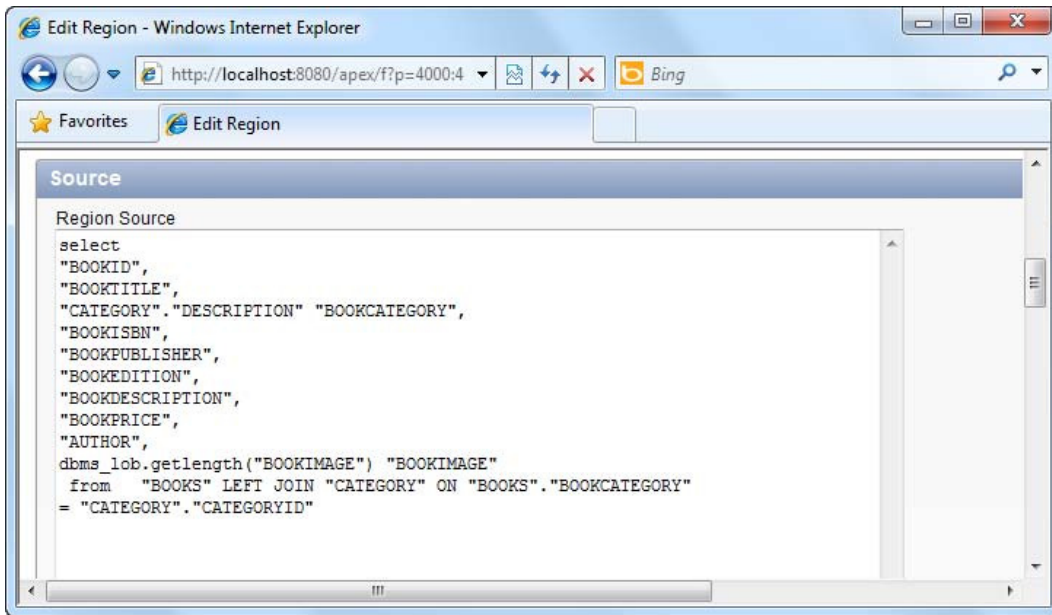 Edit Region - Windows Internet Explorer
http://localhost:8080/apex/f?p=4000:4
Bing
Favorites
Edit Region
Source
Region Source
select
"BOOKID",
"BOOKTITLE",
"CATEGORY"."DESCRIPTION" "BOOKCATEGORY",
"BOOKISBN",
"BOOKPUBLISHER",
"BOOKEDITION",
"BOOKDESCRIPTION",
"BOOKPRICE",
"AUTHOR",
dbms_lob.getlength("BOOKIMAGE") "BOOKIMAGE"
 from   "BOOKS" LEFT JOIN "CATEGORY" ON "BOOKS"."BOOKCATEGORY"
= "CATEGORY"."CATEGORYID"